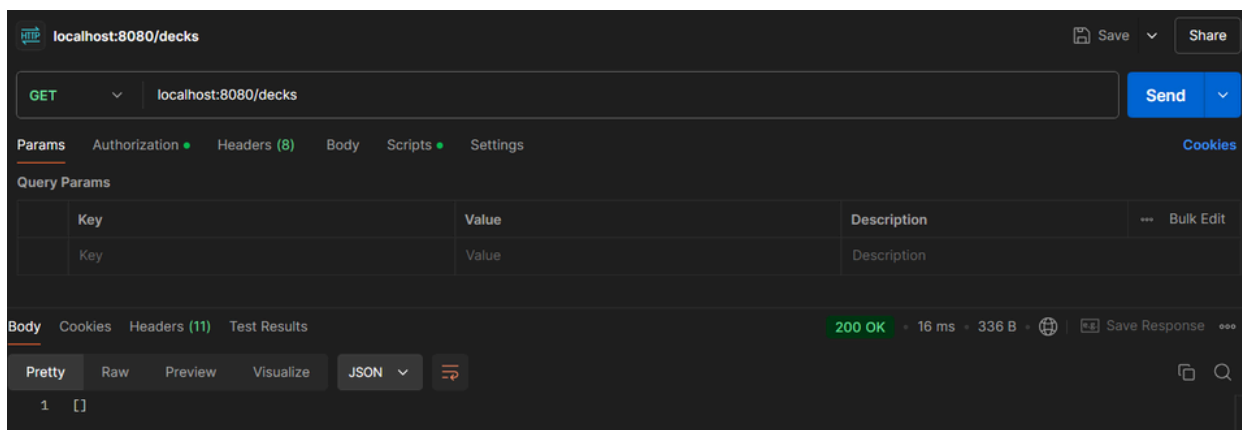 HTTP localhost:8080/decks Save Share
GET localhost:8080/decks Send
Params Authorization Headers (8) Body Scripts Settings Cookies
Query Params
Key Value Description Bulk Edit
Key Value Description
Body Cookies Headers (11) Test Results 200 OK 16 ms 336 B e.g. Save Response
Pretty Raw Preview Visualize JSON
1 []